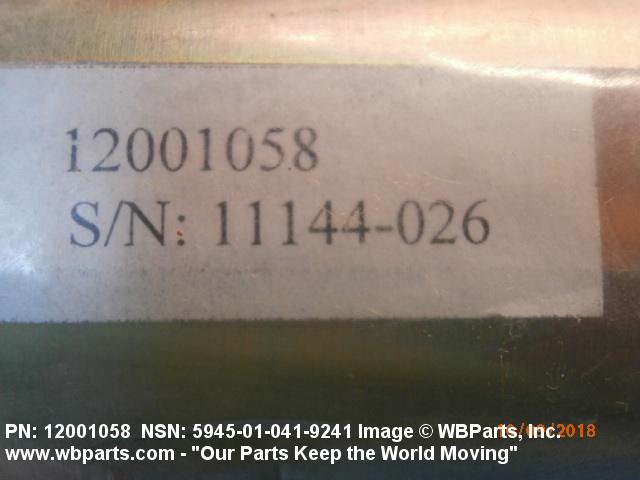 12001058
S/N: 11144-026
PN: 12001058 NSN: 5945-01-041-9241 Image © WBParts, Inc.
2018
www.wbparts.com - "Our Parts Keep the World Moving"